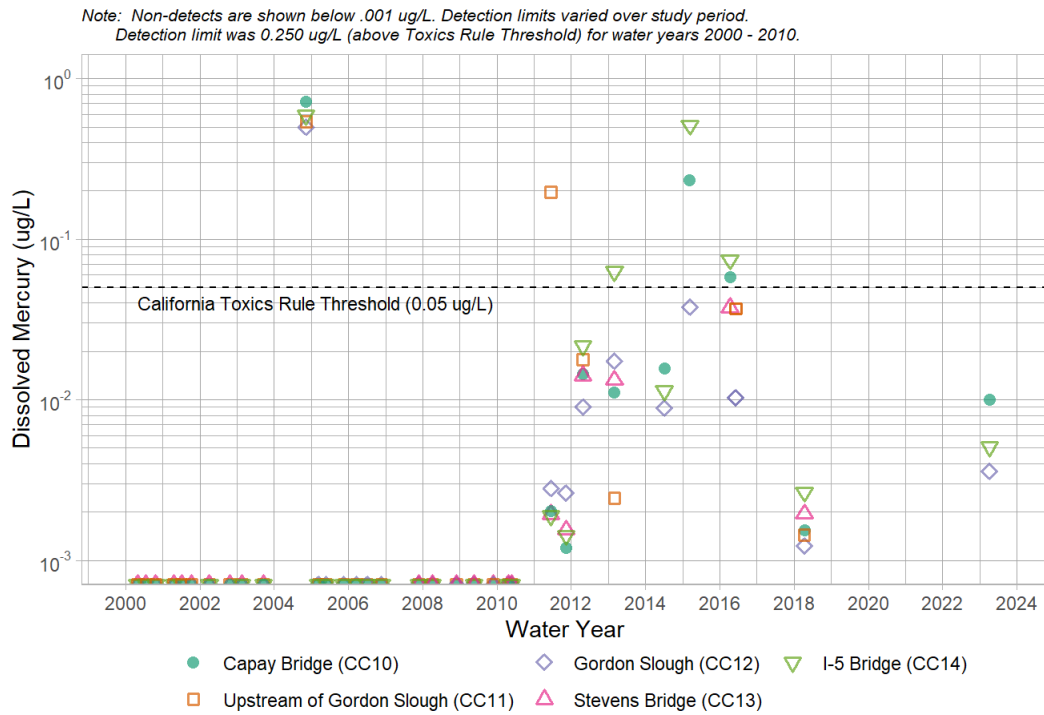 Note: Non-detects are shown below .001 ug/L. Detection limits varied over study period.
Detection limit was 0.250 ug/L (above Toxics Rule Threshold) for water years 2000 - 2010.
Dissolved Mercury (ug/L)
10^0
10^-1
10^-2
10^-3
California Toxics Rule Threshold (0.05 ug/L)
2000 2002 2004 2006 2008 2010 2012 2014 2016 2018 2020 2022 2024
Water Year
Capay Bridge (CC10) Gordon Slough (CC12) I-5 Bridge (CC14)
Upstream of Gordon Slough (CC11) Stevens Bridge (CC13)